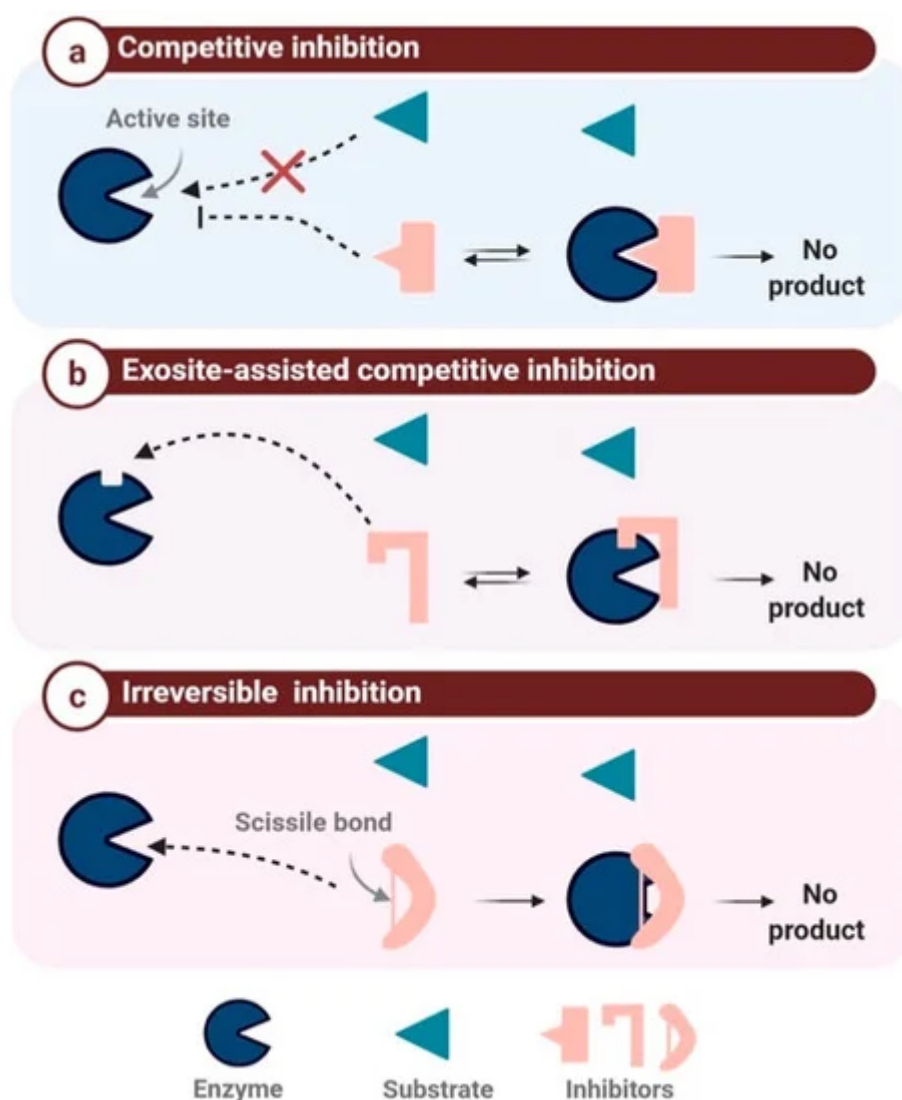 a
Competitive inhibition
Active site
No
product
b
Exosite-assisted competitive inhibition
No
product
c
Irreversible inhibition
Scissile bond
No
product
Enzyme
Substrate
Inhibitors